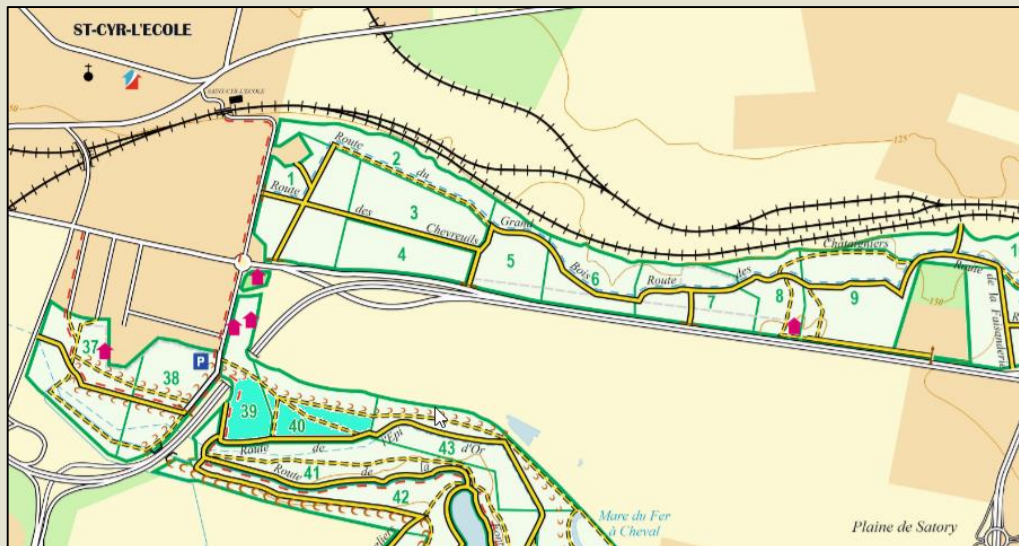 ST-CYR-L'ECOLE
SAINT-CYR L'ECOLE
50
125
1
Route
du
2
3
Route
des
Chevreuils
4
Grand
Bois
5
6
Route
des
Châtaigniers
7
8
9
150
1
Route
de la Faisanderie
R
37
38
P
39
40
Route
de
l'Epi
d'Or
43
41
Route
de
la
42
Mare du Fer
à Cheval
Plaine de Satory